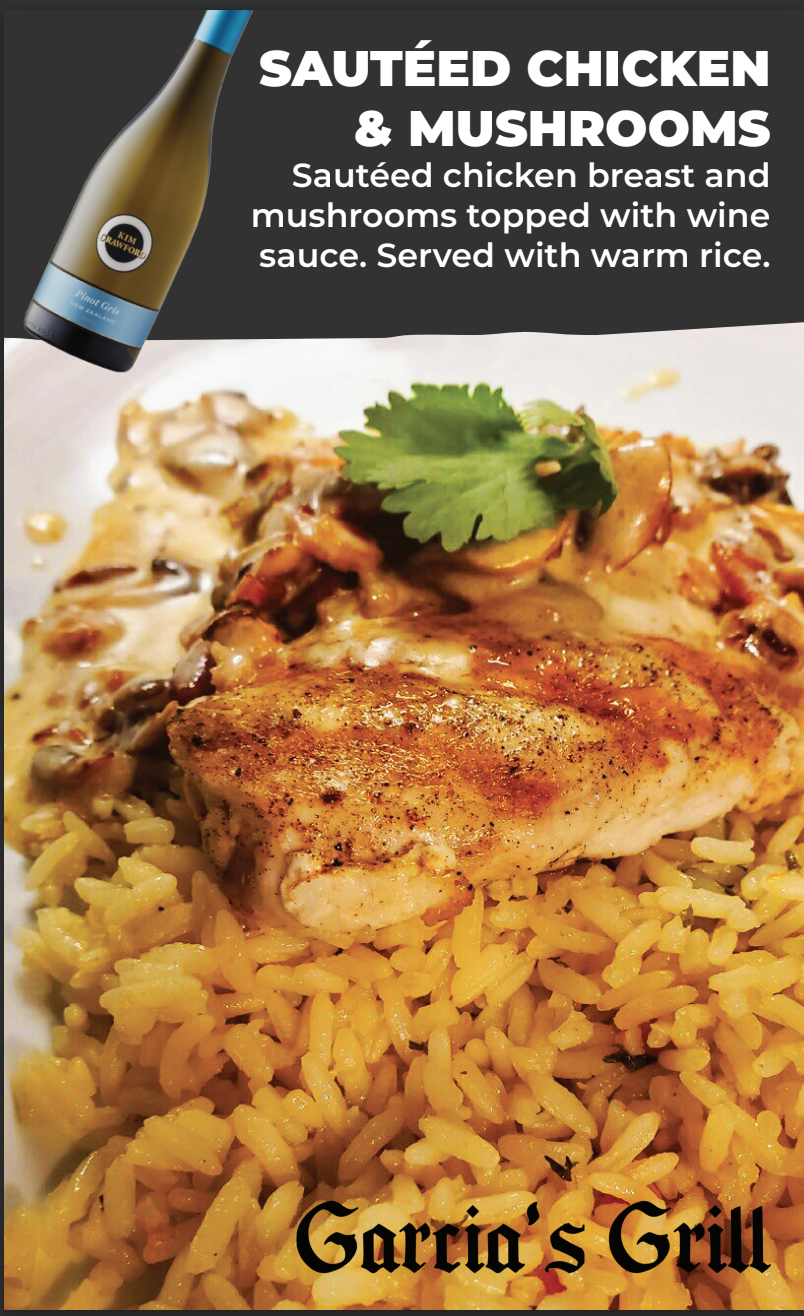 SAUTÉED CHICKEN
& MUSHROOMS
Sautéed chicken breast and
mushrooms topped with wine
sauce. Served with warm rice.
KIM
CRAWFORD
Pinot Gris
NEW ZEALAND
Garcia's Grill